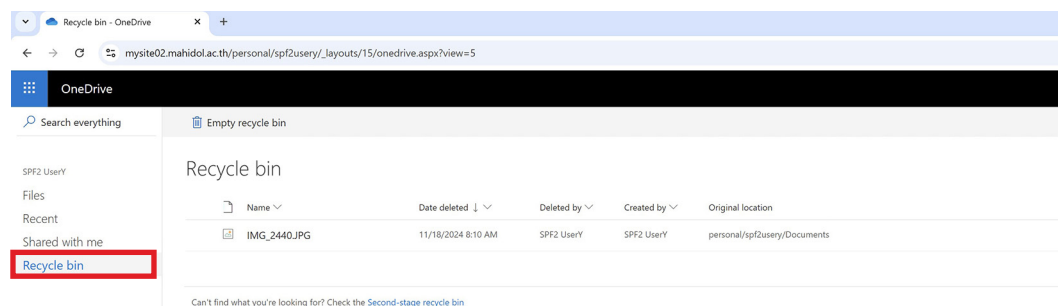 Recycle bin - OneDrive
mysite02.mahidol.ac.th/personal/spf2usery/_layouts/15/onedrive.aspx?view=5
OneDrive
Search everything
Empty recycle bin
SPF2 UserY
Files
Recent
Shared with me
Recycle bin
Recycle bin
Name Date deleted ↓ Deleted by Created by Original location
IMG_2440.JPG 11/18/2024 8:10 AM SPF2 UserY SPF2 UserY personal/spf2usery/Documents
Can't find what you're looking for? Check the Second-stage recycle bin